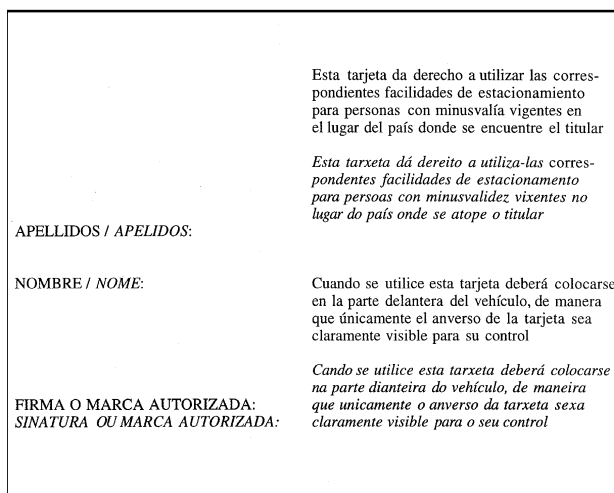 Esta tarjeta da derecho a utilizar las corres-
pondientes facilidades de estacionamiento
para personas con minusvalía vigentes en
el lugar del país donde se encuentre el titular
Esta tarxeta dá dereito a utiliza-las corres-
pondentes facilidades de estacionamento
para persoas con minusvalidez vixentes no
lugar do país onde se atope o titular
APELLIDOS / APELIDOS:
NOMBRE / NOME:
Cuando se utilice esta tarjeta deberá colocarse
en la parte delantera del vehículo, de manera
que únicamente el anverso de la tarjeta sea
claramente visible para su control
Cando se utilice esta tarxeta deberá colocarse
na parte dianteira do vehículo, de maneira
que unicamente o anverso da tarxeta sexa
claramente visible para o seu control
FIRMA O MARCA AUTORIZADA:
SINATURA OU MARCA AUTORIZADA: